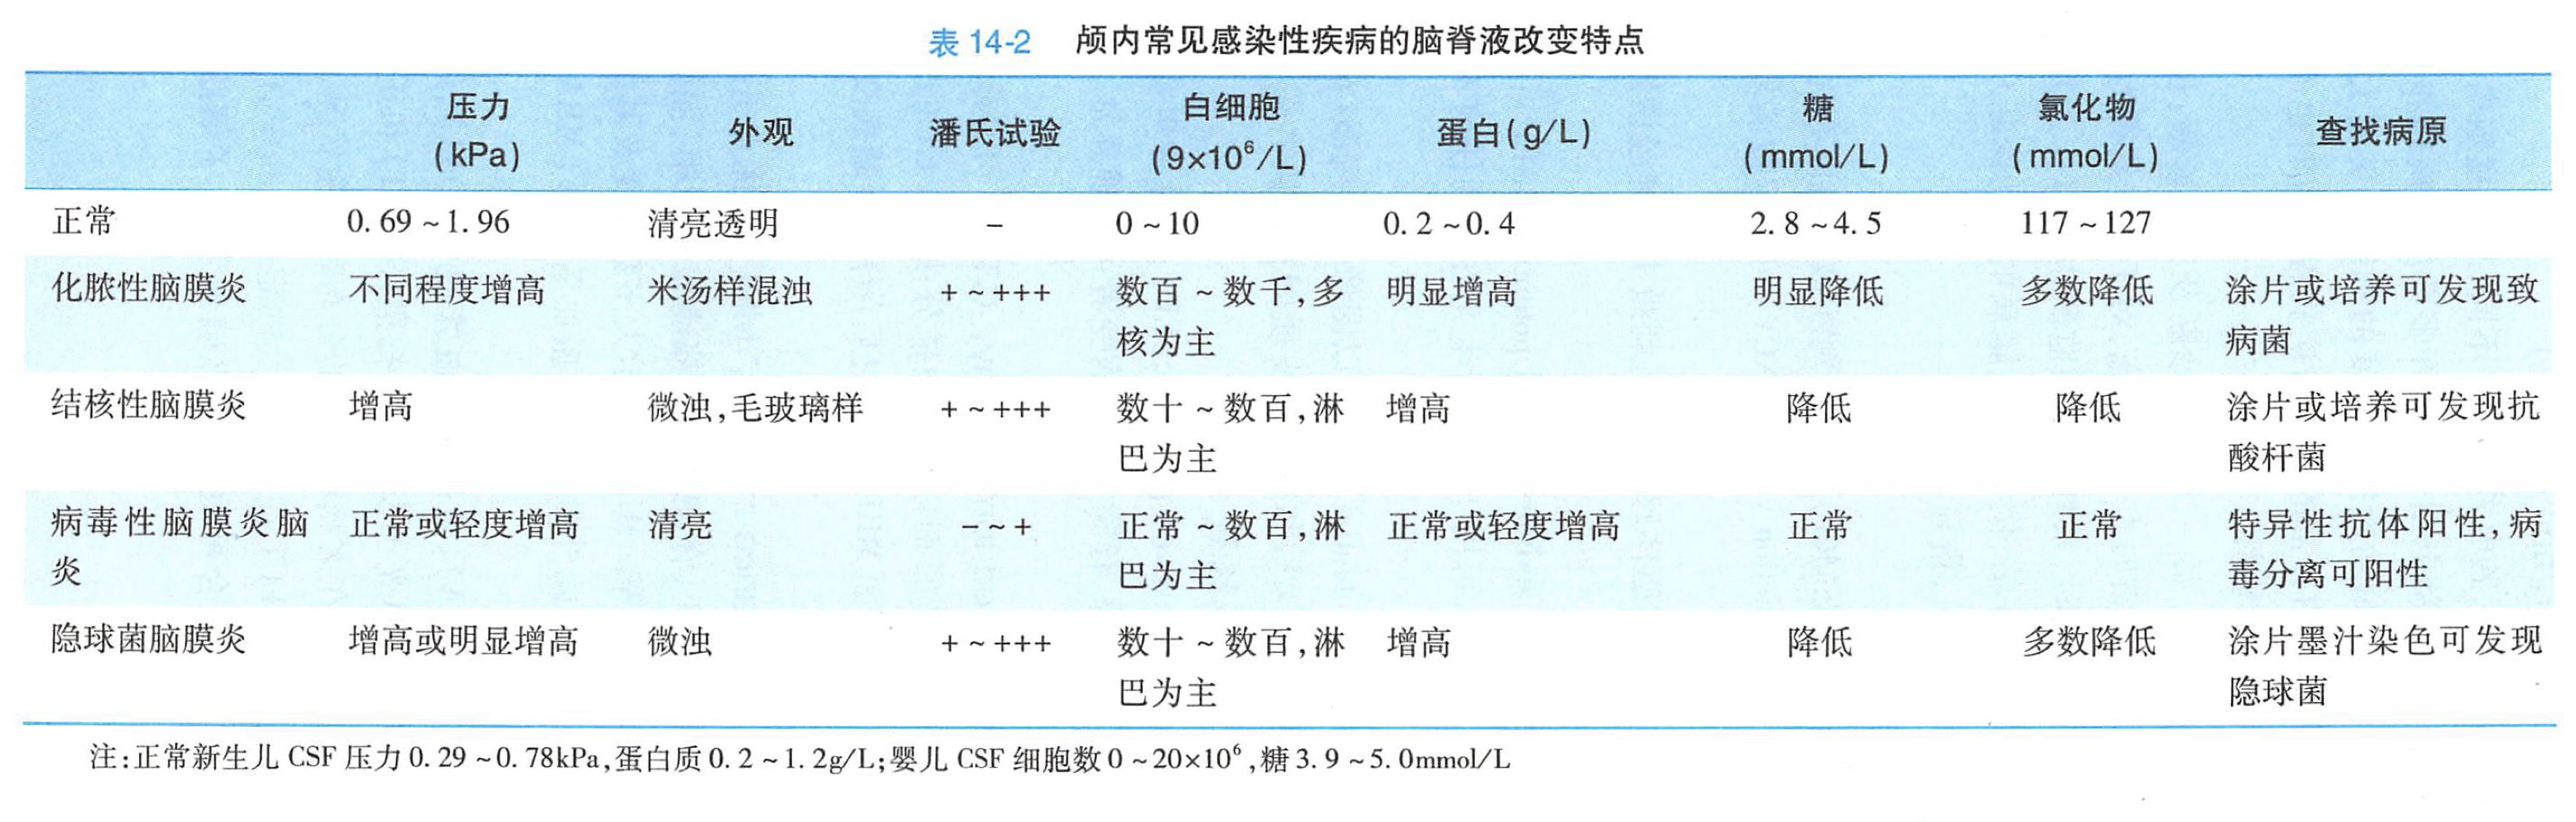 表 14-2 颅内常见感染性疾病的脑脊液改变特点
压力(kPa) 外观 潘氏试验 白细胞(9×10⁶/L) 蛋白(g/L) 糖(mmol/L) 氯化物(mmol/L) 查找病原
正常 0.69~1.96 清亮透明 - 0~10 0.2~0.4 2.8~4.5 117~127
化脓性脑膜炎 不同程度增高 米汤样混浊 +~+++ 数百~数千,多 明显增高 明显降低 多数降低 涂片或培养可发现致
核为主 病菌
结核性脑膜炎 增高 微浊,毛玻璃样 +~+++ 数十~数百,淋 增高 降低 降低 涂片或培养可发现抗
巴为主 酸杆菌
病毒性脑膜炎脑 正常或轻度增高 清亮 -~+ 正常~数百,淋 正常或轻度增高 正常 正常 特异性抗体阳性,病
炎 巴为主 毒分离可阳性
隐球菌脑膜炎 增高或明显增高 微浊 +~+++ 数十~数百,淋 增高 降低 多数降低 涂片墨汁染色可发现
巴为主 隐球菌
注:正常新生儿 CSF 压力 0.29~0.78kPa,蛋白质 0.2~1.2g/L;婴儿 CSF 细胞数 0~20×10⁶,糖 3.9~5.0mmol/L